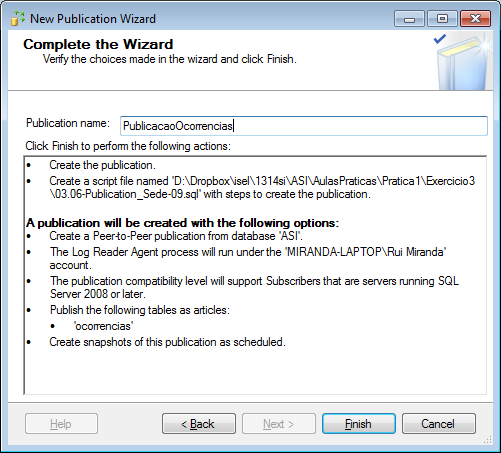 New Publication Wizard
Complete the Wizard
Verify the choices made in the wizard and click Finish.
Publication name: PublicacaoOcorrencias
Click Finish to perform the following actions:
• Create the publication.
• Create a script file named 'D:\Dropbox\isel\1314si\ASI\AulasPraticas\Pratica1\Exercicio3
\03.06-Publication_Sede-09.sql' with steps to create the publication.
A publication will be created with the following options:
• Create a Peer-to-Peer publication from database 'ASI'.
• The Log Reader Agent process will run under the 'MIRANDA-LAPTOP\Rui Miranda'
account.
• The publication compatibility level will support Subscribers that are servers running SQL
Server 2008 or later.
• Publish the following tables as articles:
• 'ocorrencias'
• Create snapshots of this publication as scheduled.
Help < Back Next > Finish Cancel